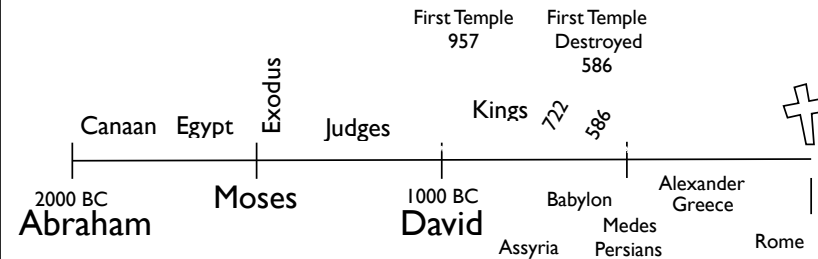 First Temple
957
First Temple
Destroyed
586
Exodus
Canaan
Egypt
Judges
Kings
722
586
2000 BC
Abraham
Moses
1000 BC
David
Babylon
Alexander
Greece
Medes
Persians
Assyria
Rome